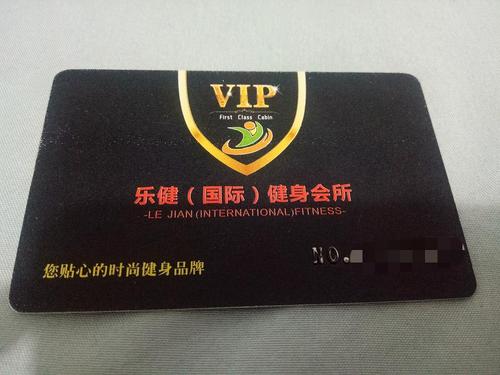 VIP
First Class Cabin
乐健（国际）健身会所
-LE JIAN(INTERNATIONAL)FITNESS-
NO.
您贴心的时尚健身品牌